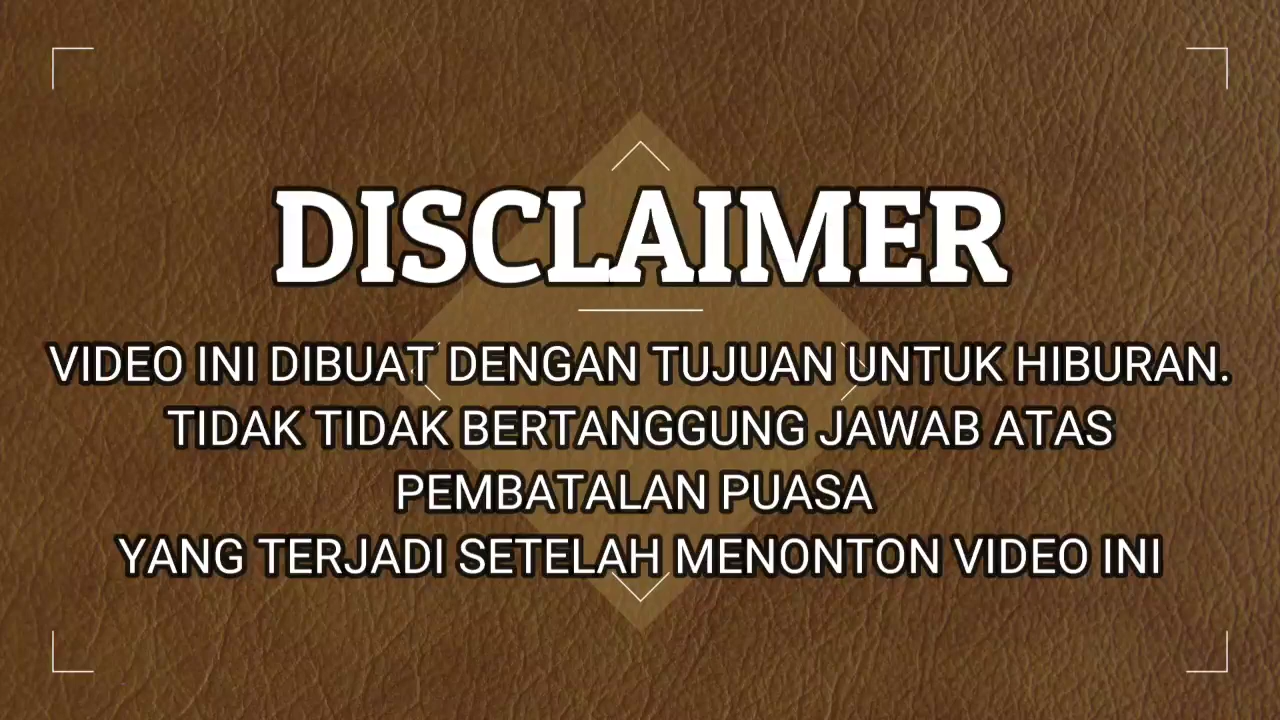 DISCLAIMER
VIDEO INI DIBUAT DENGAN TUJUAN UNTUK HIBURAN.
TIDAK TIDAK BERTANGGUNG JAWAB ATAS
PEMBATALAN PUASA
YANG TERJADI SETELAH MENONTON VIDEO INI